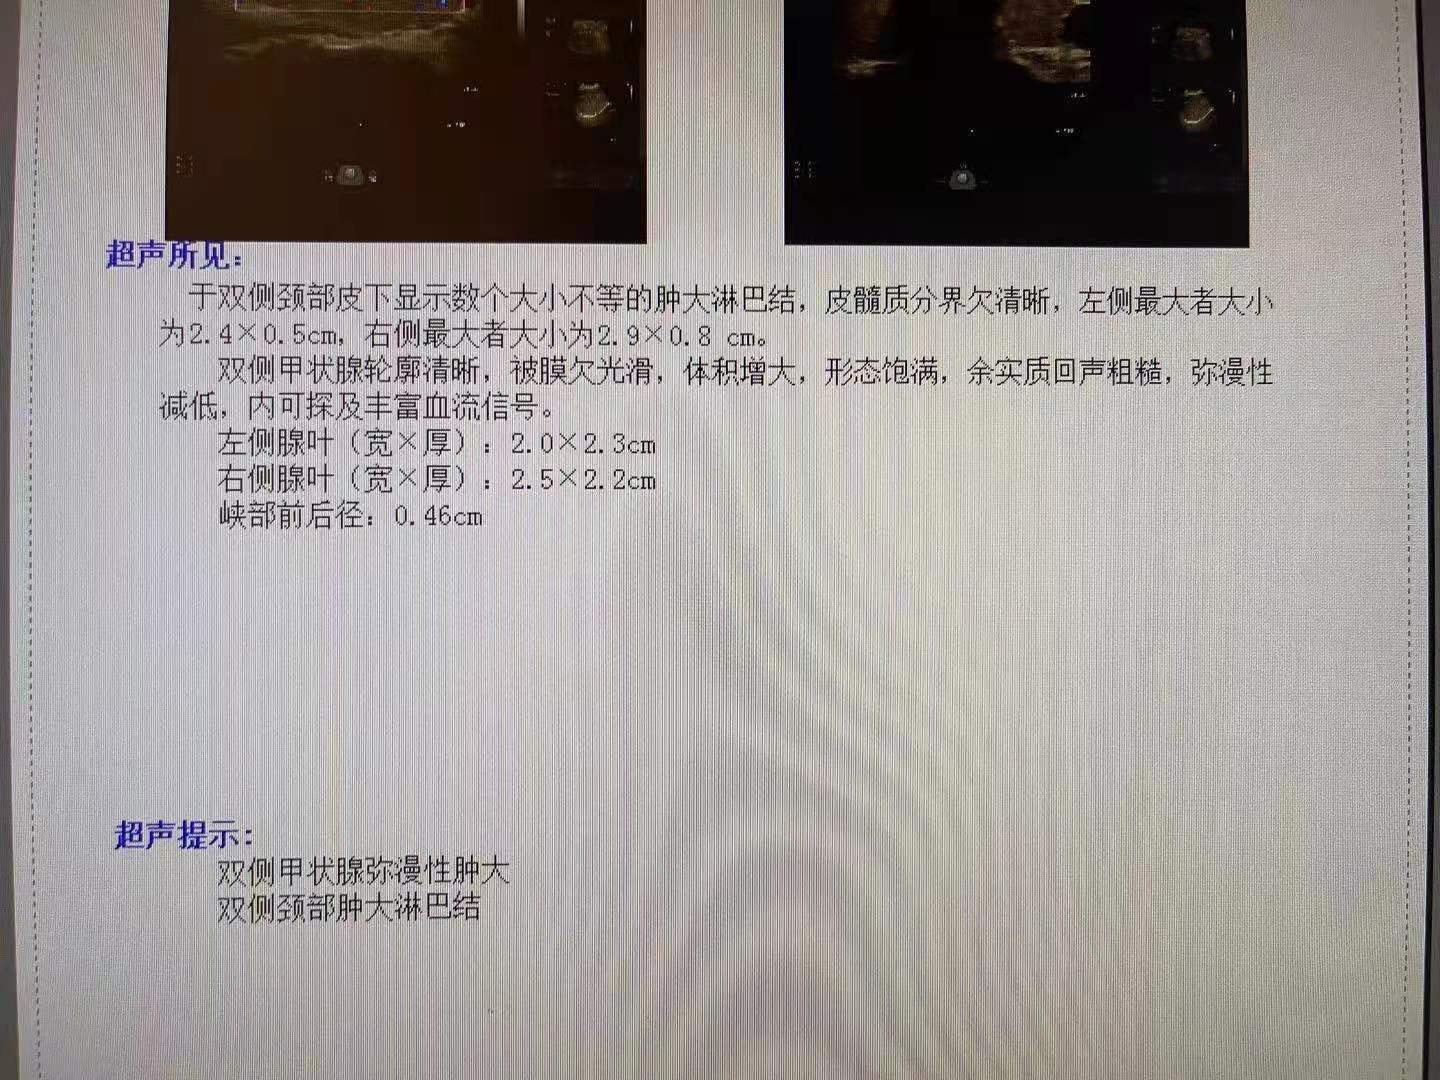 超声所见：
于双侧颈部皮下显示数个大小不等的肿大淋巴结，皮髓质分界欠清晰，左侧最大者大小
为2.4×0.5cm，右侧最大者大小为2.9×0.8 cm。
双侧甲状腺轮廓清晰，被膜欠光滑，体积增大，形态饱满，余实质回声粗糙，弥漫性
减低，内可探及丰富血流信号。
左侧腺叶（宽×厚）：2.0×2.3cm
右侧腺叶（宽×厚）：2.5×2.2cm
峡部前后径：0.46cm
超声提示：
双侧甲状腺弥漫性肿大
双侧颈部肿大淋巴结